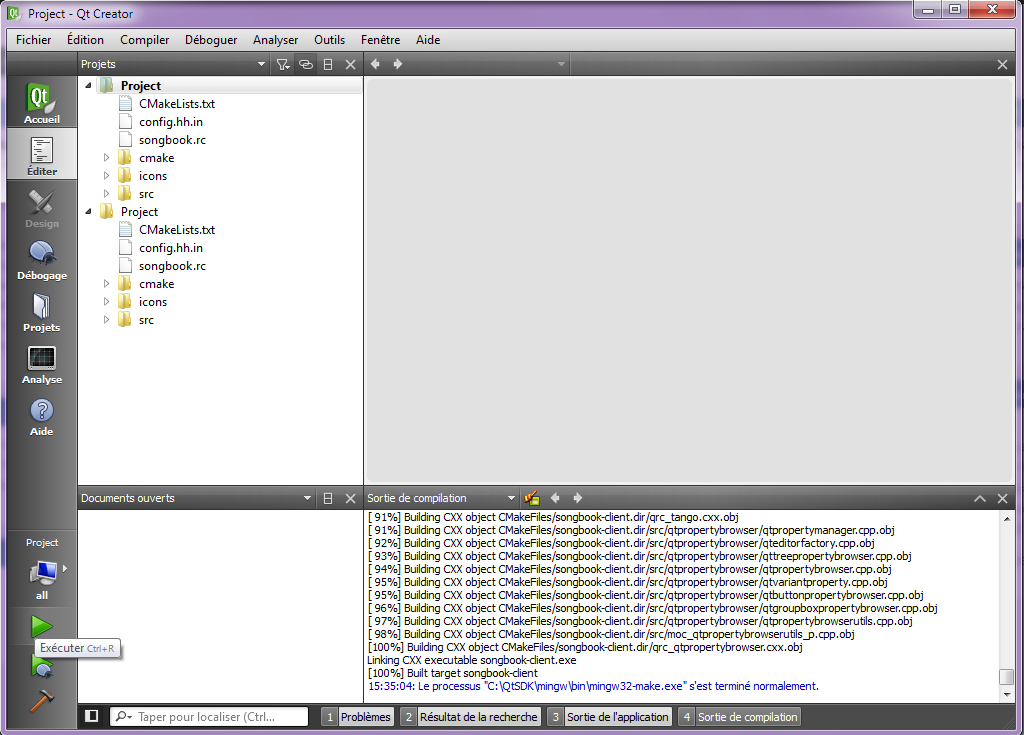 Project - Qt Creator
Fichier Édition Compiler Déboguer Analyser Outils Fenêtre Aide
Projets
Qt
Accueil
Éditer
Design
Débogage
Projets
Analyse
Aide
Project
CMakeLists.txt
config.hh.in
songbook.rc
cmake
icons
src
Project
CMakeLists.txt
config.hh.in
songbook.rc
cmake
icons
src
Documents ouverts
Sortie de compilation
[ 91%] Building CXX object CMakeFiles/songbook-client.dir/qrc_tango.cxx.obj
[ 91%] Building CXX object CMakeFiles/songbook-client.dir/src/qtpropertybrowser/qtpropertymanager.cpp.obj
[ 92%] Building CXX object CMakeFiles/songbook-client.dir/src/qtpropertybrowser/qteditorfactory.cpp.obj
[ 93%] Building CXX object CMakeFiles/songbook-client.dir/src/qtpropertybrowser/qttreepropertybrowser.cpp.obj
[ 94%] Building CXX object CMakeFiles/songbook-client.dir/src/qtpropertybrowser/qtpropertybrowser.cpp.obj
[ 95%] Building CXX object CMakeFiles/songbook-client.dir/src/qtpropertybrowser/qtvariantproperty.cpp.obj
[ 95%] Building CXX object CMakeFiles/songbook-client.dir/src/qtpropertybrowser/qtbuttonpropertybrowser.cpp.obj
[ 96%] Building CXX object CMakeFiles/songbook-client.dir/src/qtpropertybrowser/qtgroupboxpropertybrowser.cpp.obj
[ 97%] Building CXX object CMakeFiles/songbook-client.dir/src/qtpropertybrowser/qtpropertybrowserutils.cpp.obj
[ 98%] Building CXX object CMakeFiles/songbook-client.dir/src/moc_qtpropertybrowserutils_p.cpp.obj
[100%] Building CXX object CMakeFiles/songbook-client.dir/qrc_qtpropertybrowser.cxx.obj
Linking CXX executable songbook-client.exe
[100%] Built target songbook-client
15:35:04: Le processus "C:\QtSDK\mingw\bin\mingw32-make.exe" s'est terminé normalement.
Project
all
Exécuter Ctrl+R
Taper pour localiser (Ctrl...
1 Problèmes 2 Résultat de la recherche 3 Sortie de l'application 4 Sortie de compilation